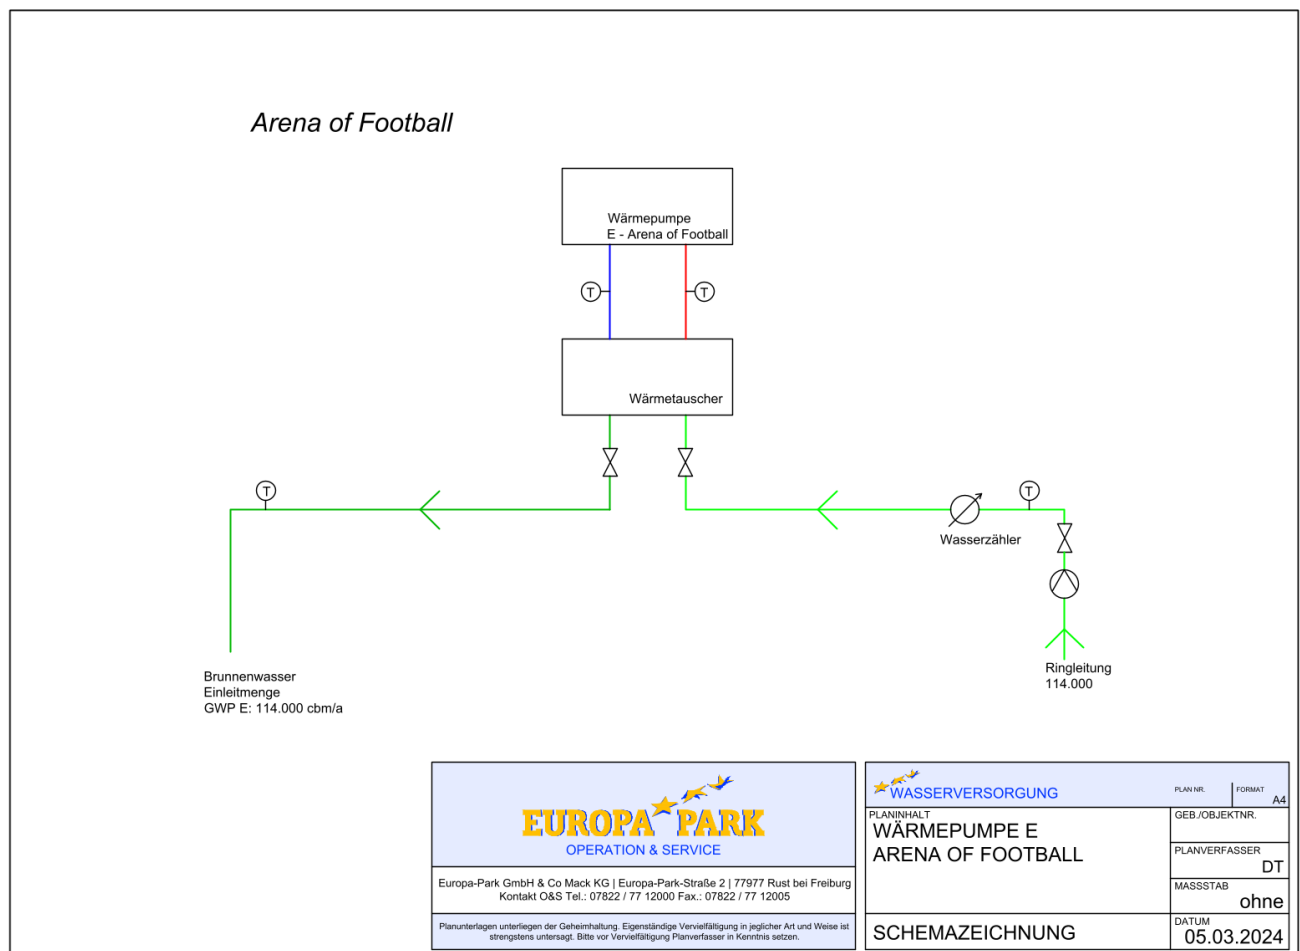 Arena of Football
Wärmepumpe
E - Arena of Football
T
T
Wärmetauscher
T
T
Wasserzähler
Ringleitung
114.000
Brunnenwasser
Einleitmenge
GWP E: 114.000 cbm/a
EUROPA PARK
OPERATION & SERVICE
Europa-Park GmbH & Co Mack KG | Europa-Park-Straße 2 | 77977 Rust bei Freiburg
Kontakt O&S Tel.: 07822 / 77 12000 Fax.: 07822 / 77 12005
Planunterlagen unterliegen der Geheimhaltung. Eigenständige Vervielfältigung in jeglicher Art und Weise ist
strengstens untersagt. Bitte vor Vervielfältigung Planverfasser in Kenntnis setzen.
WASSERVERSORGUNG
PLAN NR.
FORMAT
A4
PLANINHALT
WÄRMEPUMPE E
ARENA OF FOOTBALL
GEB./OBJEKTNR.
PLANVERFASSER
DT
MASSSTAB
ohne
SCHEMAZEICHNUNG
DATUM
05.03.2024